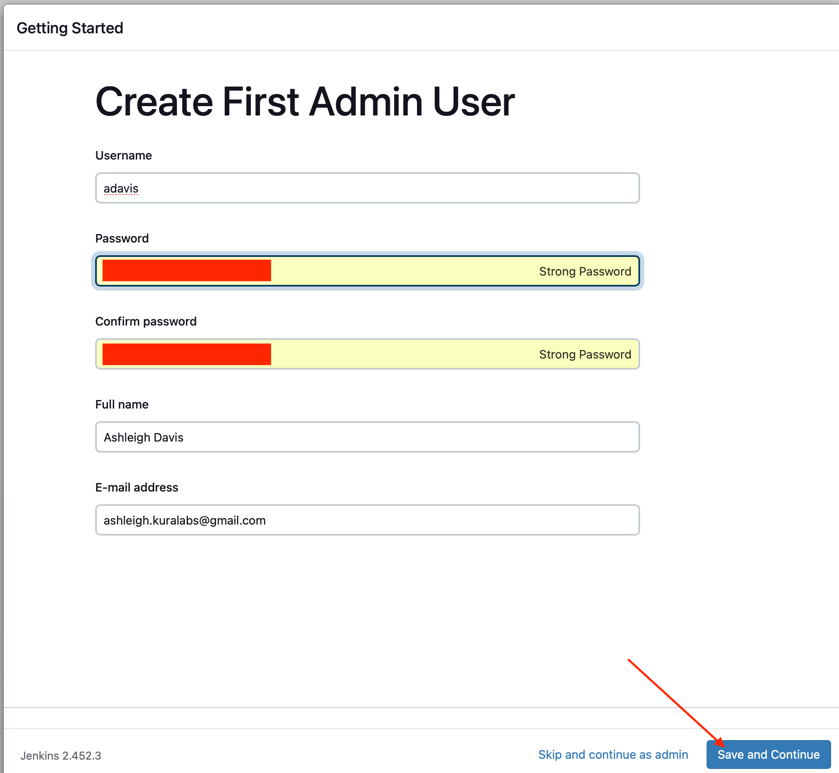 Getting Started
Create First Admin User
Username
adavis
Password
Strong Password
Confirm password
Strong Password
Full name
Ashleigh Davis
E-mail address
ashleigh.kuralabs@gmail.com
Jenkins 2.452.3
Skip and continue as admin
Save and Continue